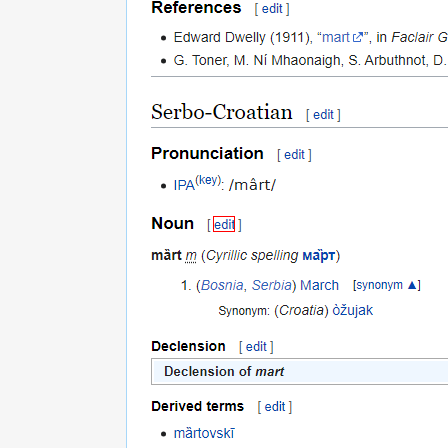 References [ edit ]
Edward Dwelly (1911), “mart”, in Faclair G
G. Toner, M. Ní Mhaonaigh, S. Arbuthnot, D.
Serbo-Croatian [ edit ]
Pronunciation [ edit ]
IPA(key): /mârt/
Noun [ edit ]
mȁrt m (Cyrillic spelling ма̏рт)
1. (Bosnia, Serbia) March [synonym ▲]
Synonym: (Croatia) òžujak
Declension [ edit ]
Declension of mart
Derived terms [ edit ]
mȁrtovskī